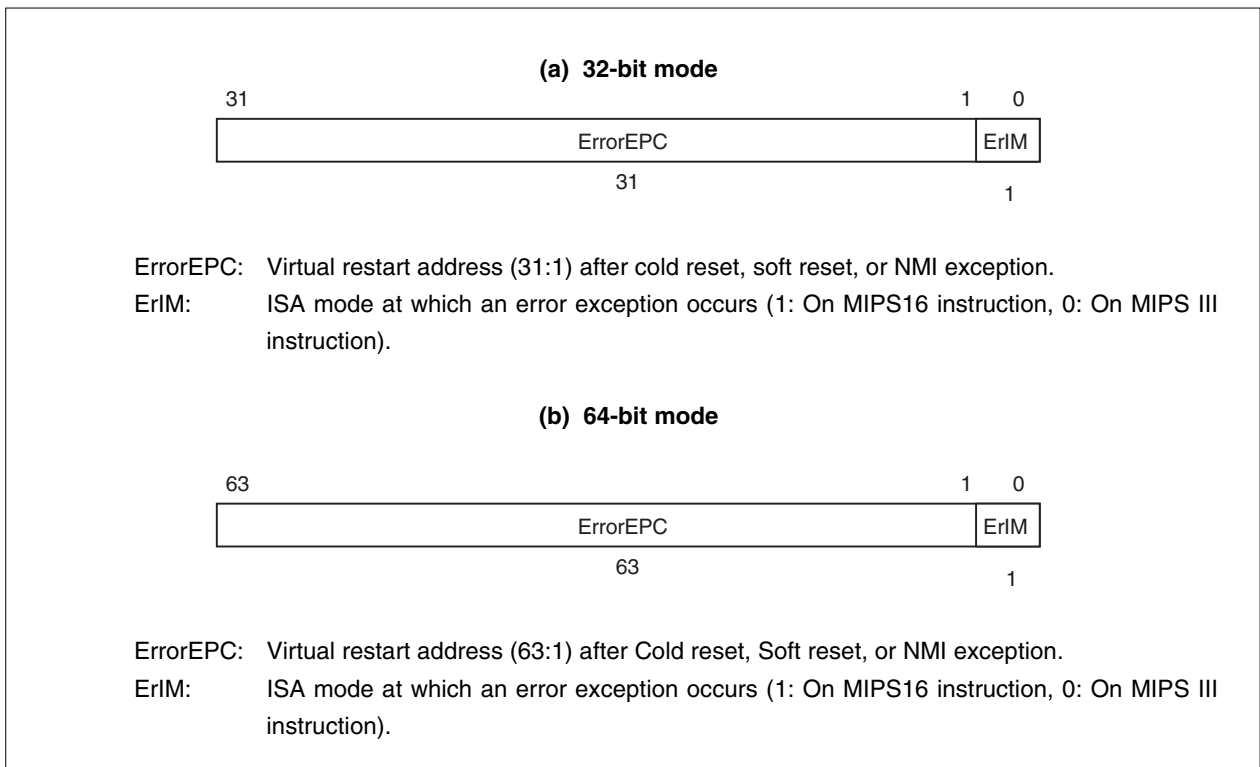 (a) 32-bit mode
31 1 0
ErrorEPC ErIM
31 1
ErrorEPC: Virtual restart address (31:1) after cold reset, soft reset, or NMI exception.
ErIM: ISA mode at which an error exception occurs (1: On MIPS16 instruction, 0: On MIPS III
instruction).
(b) 64-bit mode
63 1 0
ErrorEPC ErIM
63 1
ErrorEPC: Virtual restart address (63:1) after Cold reset, Soft reset, or NMI exception.
ErIM: ISA mode at which an error exception occurs (1: On MIPS16 instruction, 0: On MIPS III
instruction).